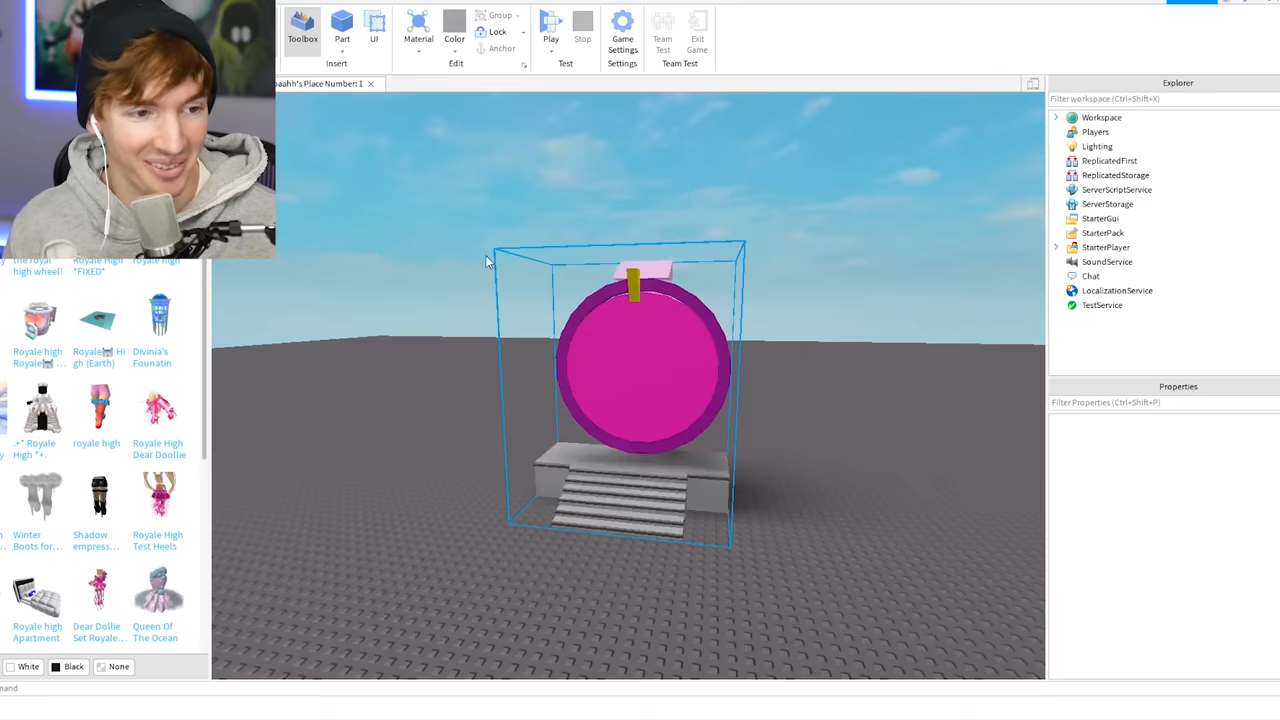 Toolbox
Part
UI
Insert
Material
Color
Group
Lock
Anchor
Edit
Play
Stop
Test
Game
Settings
Settings
Team
Test
Exit
Game
Team Test
baahh's Place Number: 1
Explorer
Filter workspace (Ctrl+Shift+X)
Workspace
Players
Lighting
ReplicatedFirst
ReplicatedStorage
ServerScriptService
ServerStorage
StarterGui
StarterPack
StarterPlayer
SoundService
Chat
LocalizationService
TestService
Properties
Filter Properties (Ctrl+Shift+P)
the royal
high wheel!
Royale High
*FIXED*
royale high
Royale high
Royale...
Royale Hi
gh (Earth)
Divinia's
Founatin
.+* Royale
High *+.
royale high
Royale High
Dear Doollie
Winter
Boots for...
Shadow
empress...
Royale High
Test Heels
Royale high
Apartment
Dear Dollie
Set Royale...
Queen Of
The Ocean
White
Black
None
mand